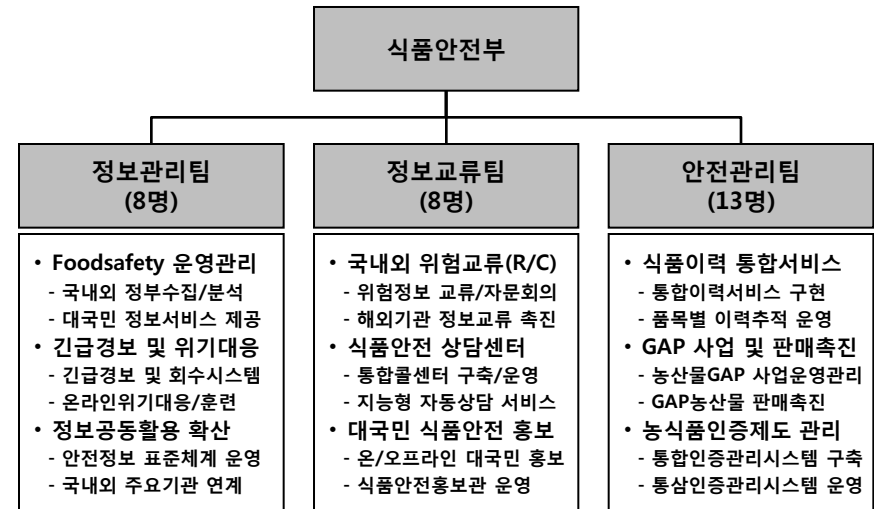 식품안전부
정보관리팀
(8명)
• Foodsafety 운영관리
- 국내외 정부수집/분석
- 대국민 정보서비스 제공
• 긴급경보 및 위기대응
- 긴급경보 및 회수시스템
- 온라인위기대응/훈련
• 정보공동활용 확산
- 안전정보 표준체계 운영
- 국내외 주요기관 연계
정보교류팀
(8명)
• 국내외 위험교류(R/C)
- 위험정보 교류/자문회의
- 해외기관 정보교류 촉진
• 식품안전 상담센터
- 통합콜센터 구축/운영
- 지능형 자동상담 서비스
• 대국민 식품안전 홍보
- 온/오프라인 대국민 홍보
- 식품안전홍보관 운영
안전관리팀
(13명)
• 식품이력 통합서비스
- 통합이력서비스 구현
- 품목별 이력추적 운영
• GAP 사업 및 판매촉진
- 농산물GAP 사업운영관리
- GAP농산물 판매촉진
• 농식품인증제도 관리
- 통합인증관리시스템 구축
- 통삼인증관리시스템 운영